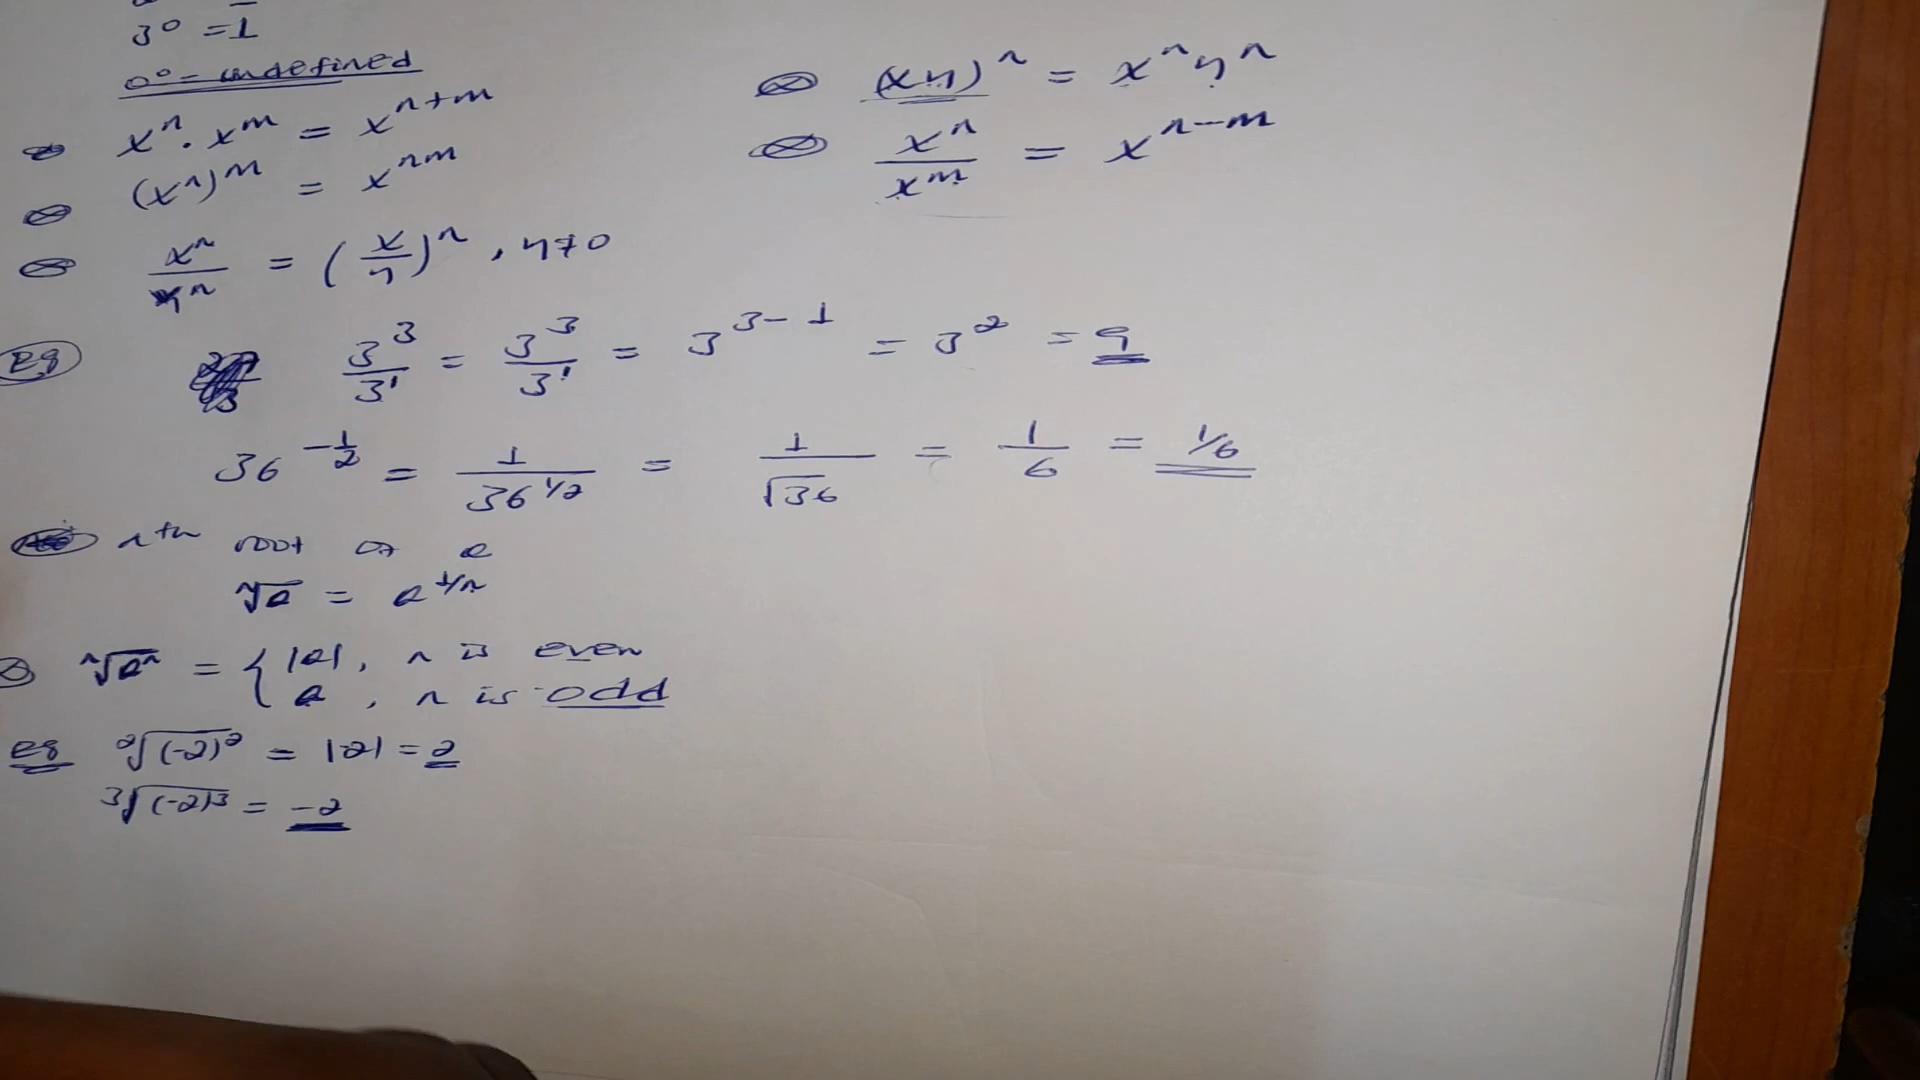 3⁰ = 1
0⁰ = undefined
xⁿ · xᵐ = xⁿ⁺ᵐ
(xⁿ)ᵐ = xⁿᵐ
xⁿ/yⁿ = (x/y)ⁿ, y≠0
(xy)ⁿ = xⁿyⁿ
xⁿ/xᵐ = xⁿ⁻ᵐ
eg 3³/3¹ = 3³/3¹ = 3³⁻¹ = 3² = 9
36^(-1/2) = 1/36^(1/2) = 1/√36 = 1/6 = 1/6
nth root of a
ⁿ√a = a^(1/n)
ⁿ√aⁿ = { |a|, n is even
a, n is odd
eg ²√(-2)² = |2| = 2
³√(-2)³ = -2